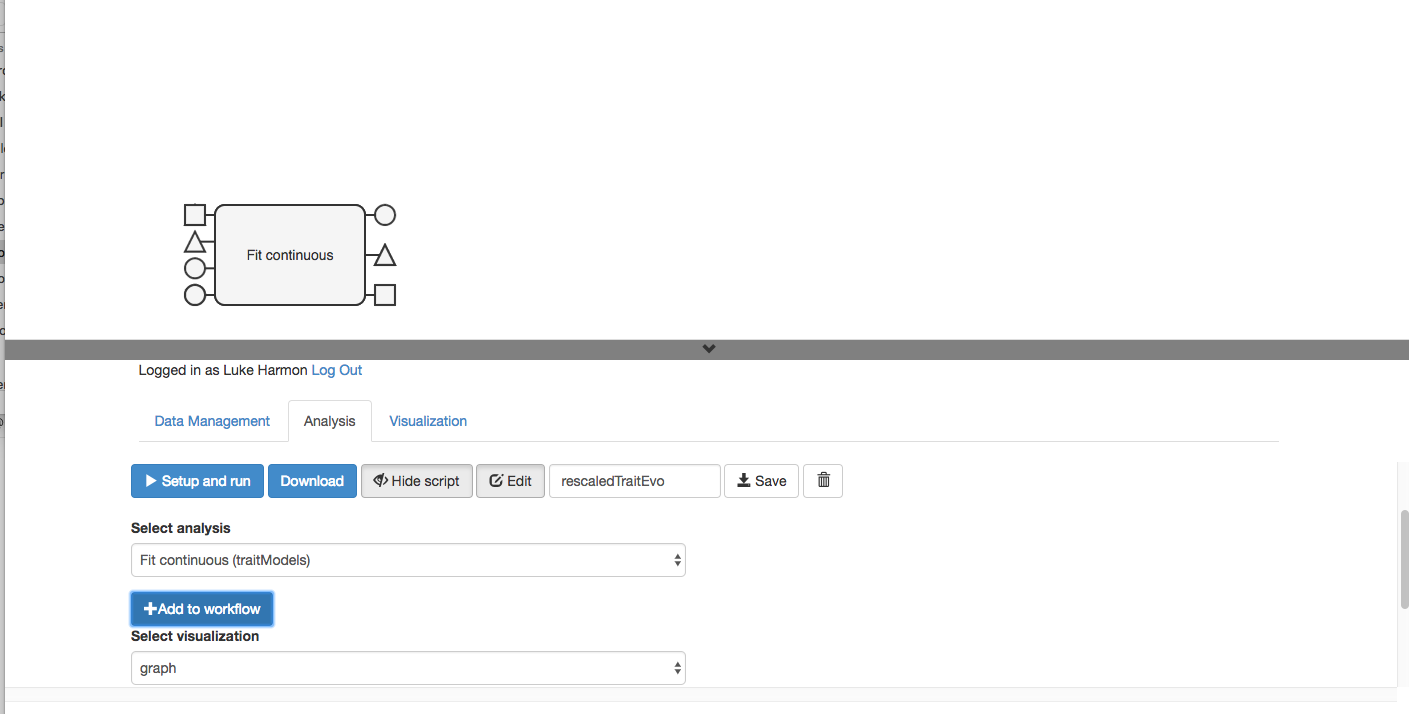 Fit continuous
Logged in as Luke Harmon Log Out
Data Management Analysis Visualization
Setup and run Download Hide script Edit rescaledTraitEvo Save
Select analysis
Fit continuous (traitModels)
Add to workflow
Select visualization
graph